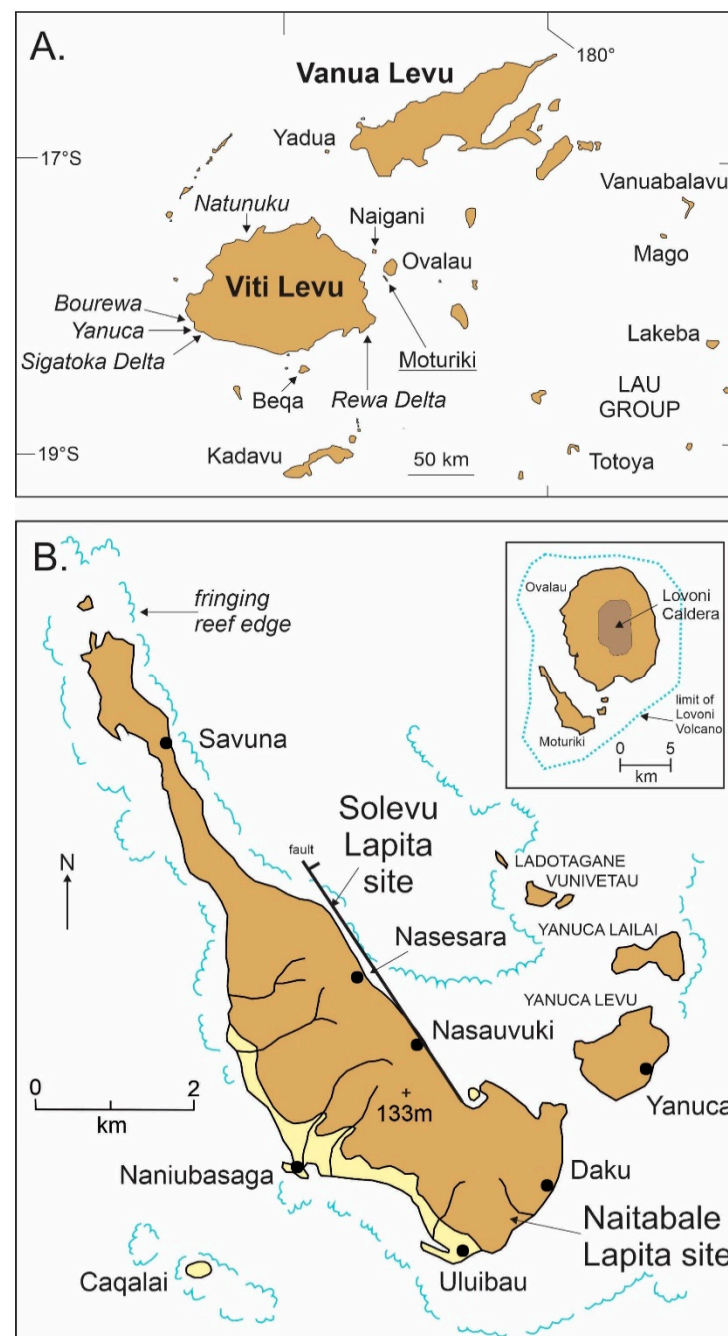 A.
180°
Vanua Levu
Yadua
17°S
Vanuabalavu
Natunuku
Naigani
Mago
Ovalau
Viti Levu
Bourewa
Yanuca
Moturiki
Lakeba
Sigatoka Delta
LAU
GROUP
Beqa
Rewa Delta
19°S
Kadavu
50 km
Totoya
B.
fringing
reef edge
Ovalau
Lovoni
Caldera
limit of
Lovoni
Volcano
Moturiki
0 5
km
Savuna
Solevu
Lapita
site
fault
N
LADOTAGANE
VUNIVETAU
YANUCA LAILAI
Nasesara
YANUCA LEVU
Nasauvuki
0 2
km
133m
Yanuca
Naniubasaga
Daku
Naitabale
Lapita site
Caqalai
Uluibau